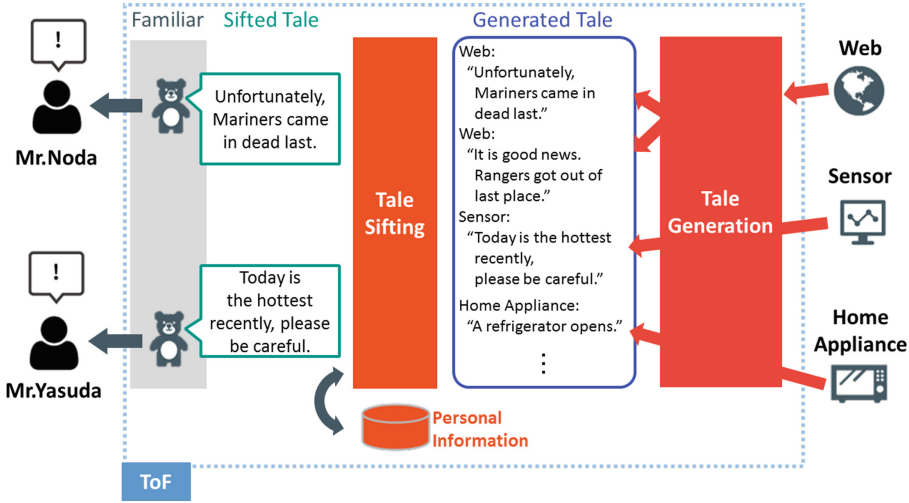 Familiar
Sifted Tale
Generated Tale
!
Mr.Noda
Unfortunately,
Mariners came
in dead last.
!
Mr.Yasuda
Today is
the hottest
recently, please
be careful.
Tale
Sifting
Personal
Information
Web:
“Unfortunately,
Mariners came in
dead last.”
Web:
“It is good news.
Rangers got out of
last place.”
Sensor:
“Today is the hottest
recently,
please be careful.”
Home Appliance:
“A refrigerator opens.”
⋮
Tale
Generation
Web
Sensor
Home
Appliance
ToF